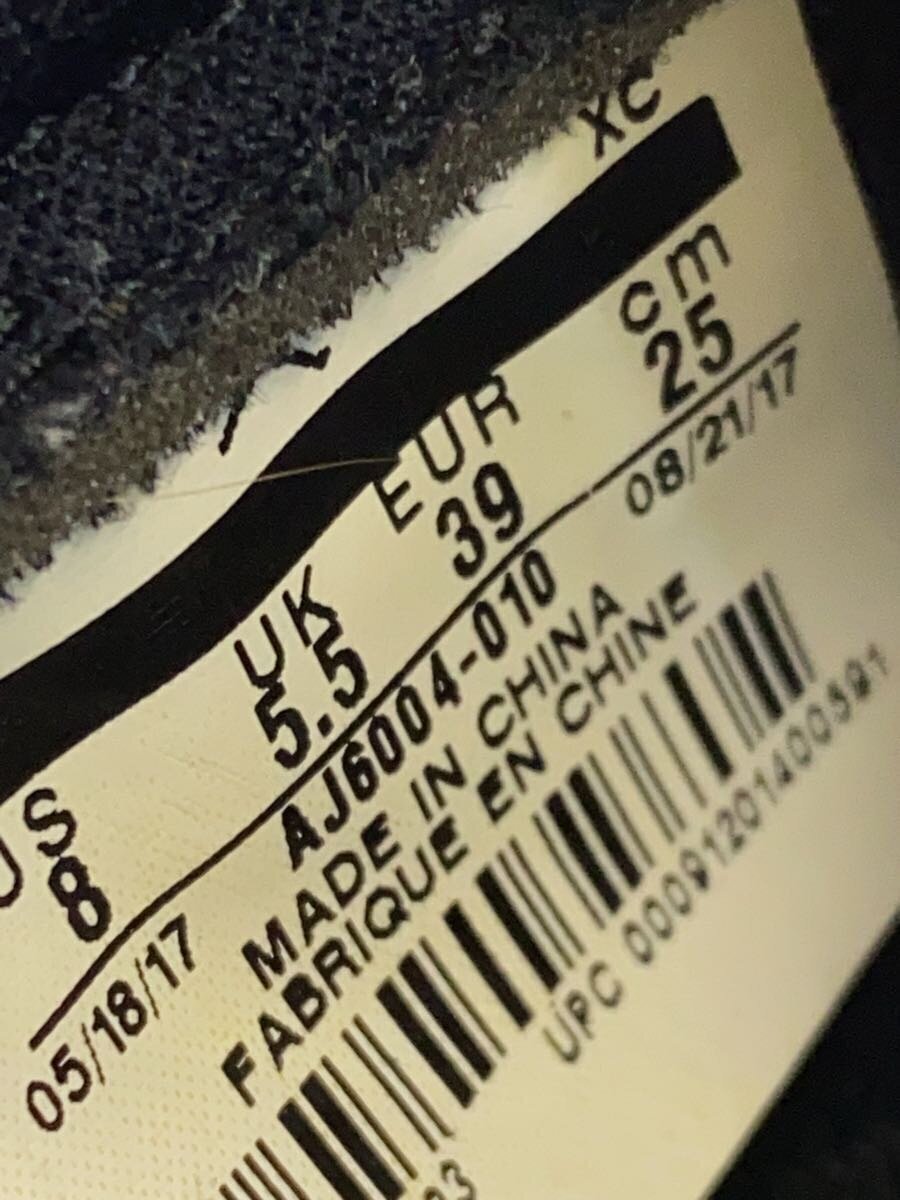 XC
US UK EUR cm
8 5.5 39 25
05/18/17 AJ6004-010 08/21/17
MADE IN CHINA
FABRIQUE EN CHINE
UPC 00091201400591